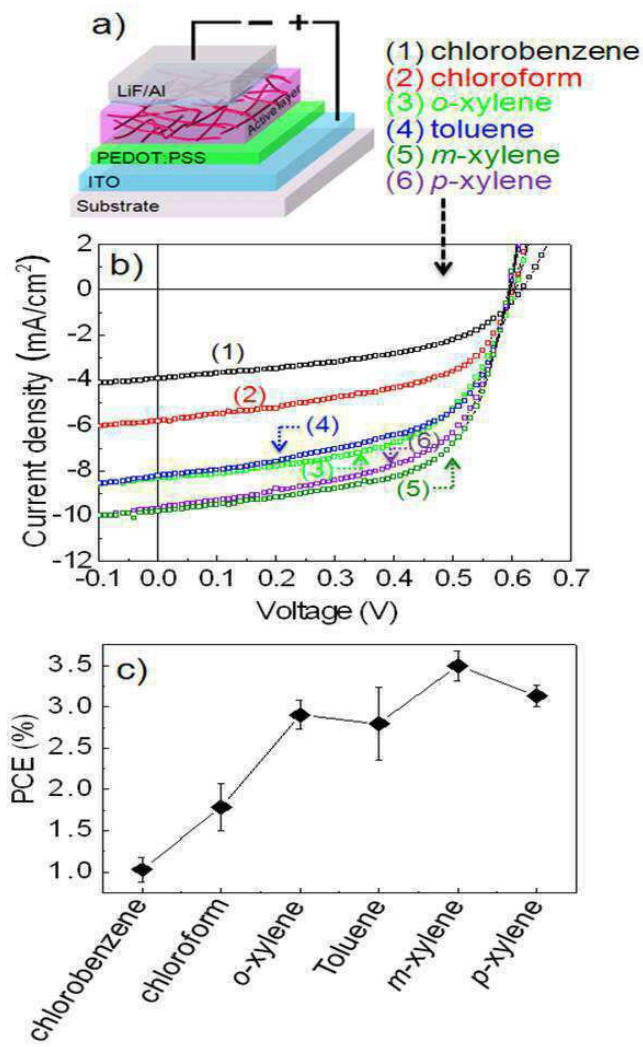 a)
− +
LiF/Al
Active layer
PEDOT:PSS
ITO
Substrate
(1) chlorobenzene
(2) chloroform
(3) o-xylene
(4) toluene
(5) m-xylene
(6) p-xylene
b)
Current density (mA/cm²)
2
0
-2
-4
-6
-8
-10
-12
(1)
(2)
(4)
(3)
(6)
(5)
-0.1 0.0 0.1 0.2 0.3 0.4 0.5 0.6 0.7
Voltage (V)
c)
PCE (%)
3.5
3.0
2.5
2.0
1.5
1.0
chlorobenzene
chloroform
o-xylene
Toluene
m-xylene
p-xylene